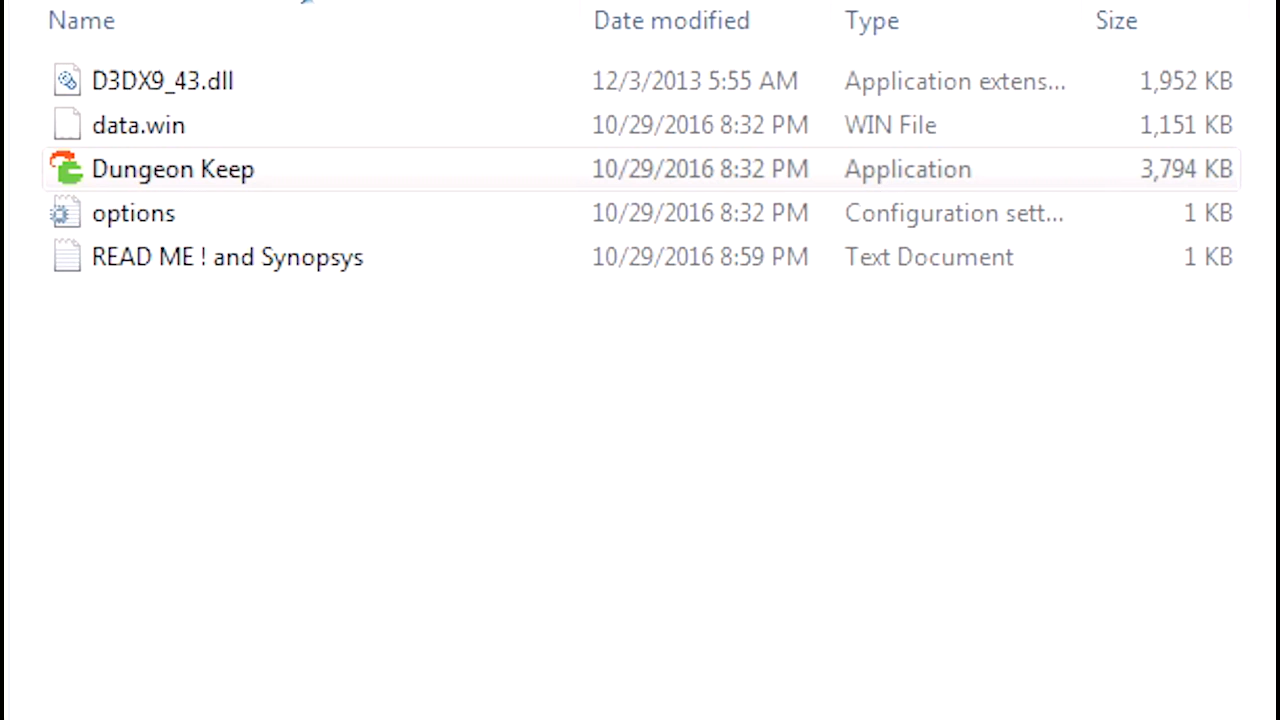 Name Date modified Type Size
D3DX9_43.dll 12/3/2013 5:55 AM Application extens... 1,952 KB
data.win 10/29/2016 8:32 PM WIN File 1,151 KB
Dungeon Keep 10/29/2016 8:32 PM Application 3,794 KB
options 10/29/2016 8:32 PM Configuration sett... 1 KB
READ ME ! and Synopsys 10/29/2016 8:59 PM Text Document 1 KB